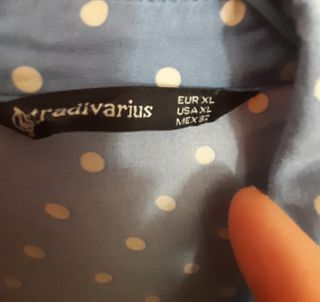 stradivarius
EUR XL
USA XL
MEX 32